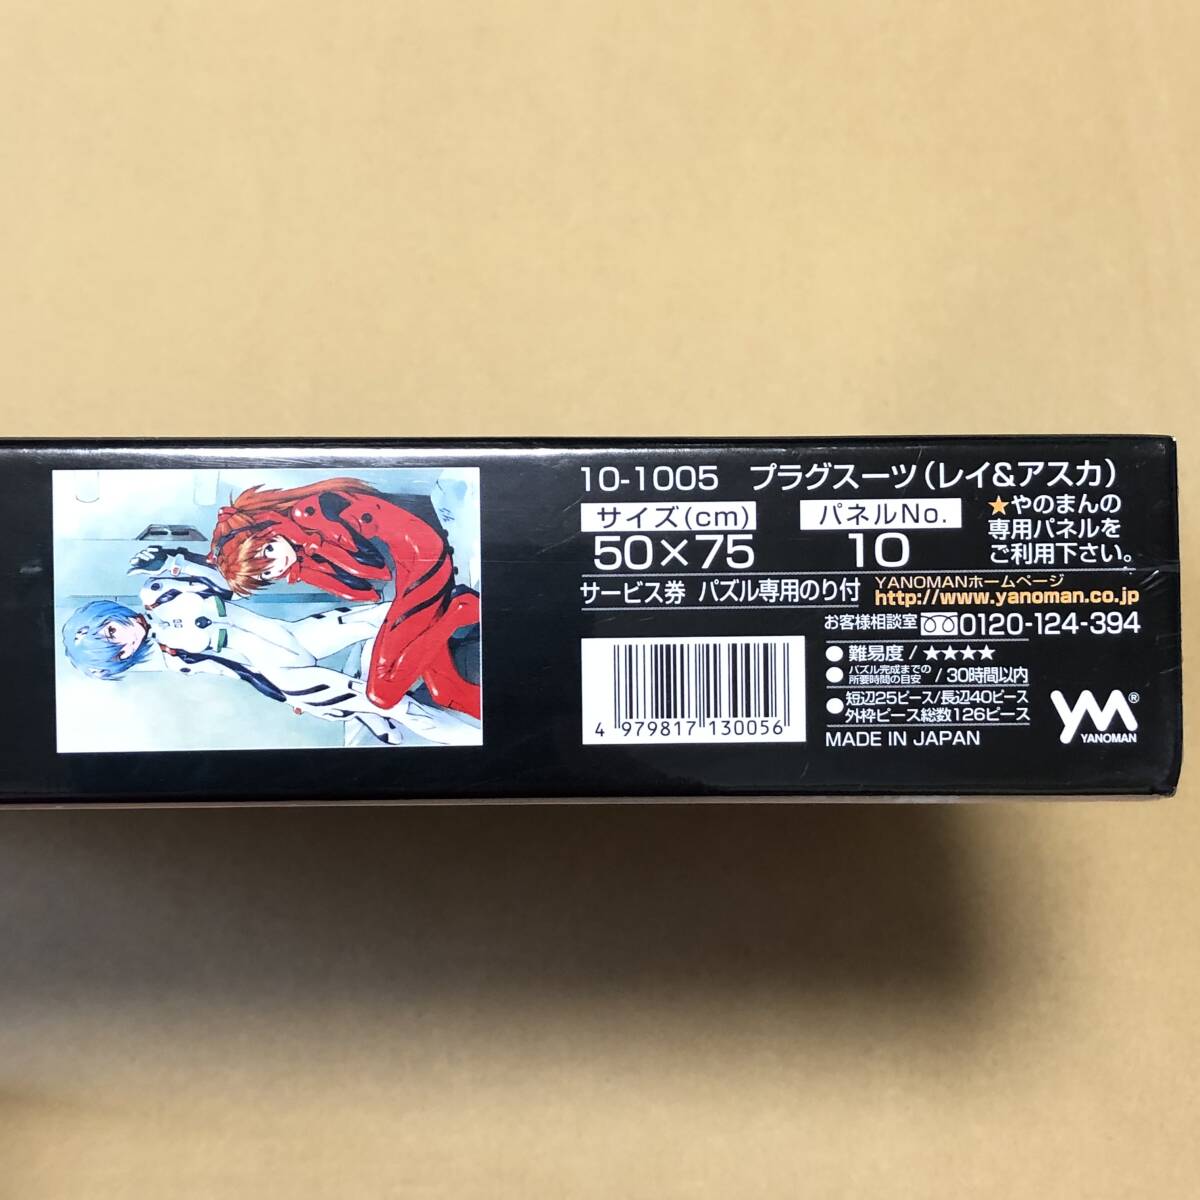 10-1005 プラグスーツ(レイ&アスカ)
サイズ(cm)
50×75
パネルNo.
10
★やのまんの
専用パネルを
ご利用下さい。
サービス券 パズル専用のり付
YANOMANホームページ
http://www.yanoman.co.jp
お客様相談室 0120-124-394
●難易度/★★★★
●パズル完成までの
所要時間の目安/30時間以内
●短辺25ピース/長辺40ピース
外枠ピース総数126ピース
MADE IN JAPAN
4 979817 130056
YM®
YANOMAN